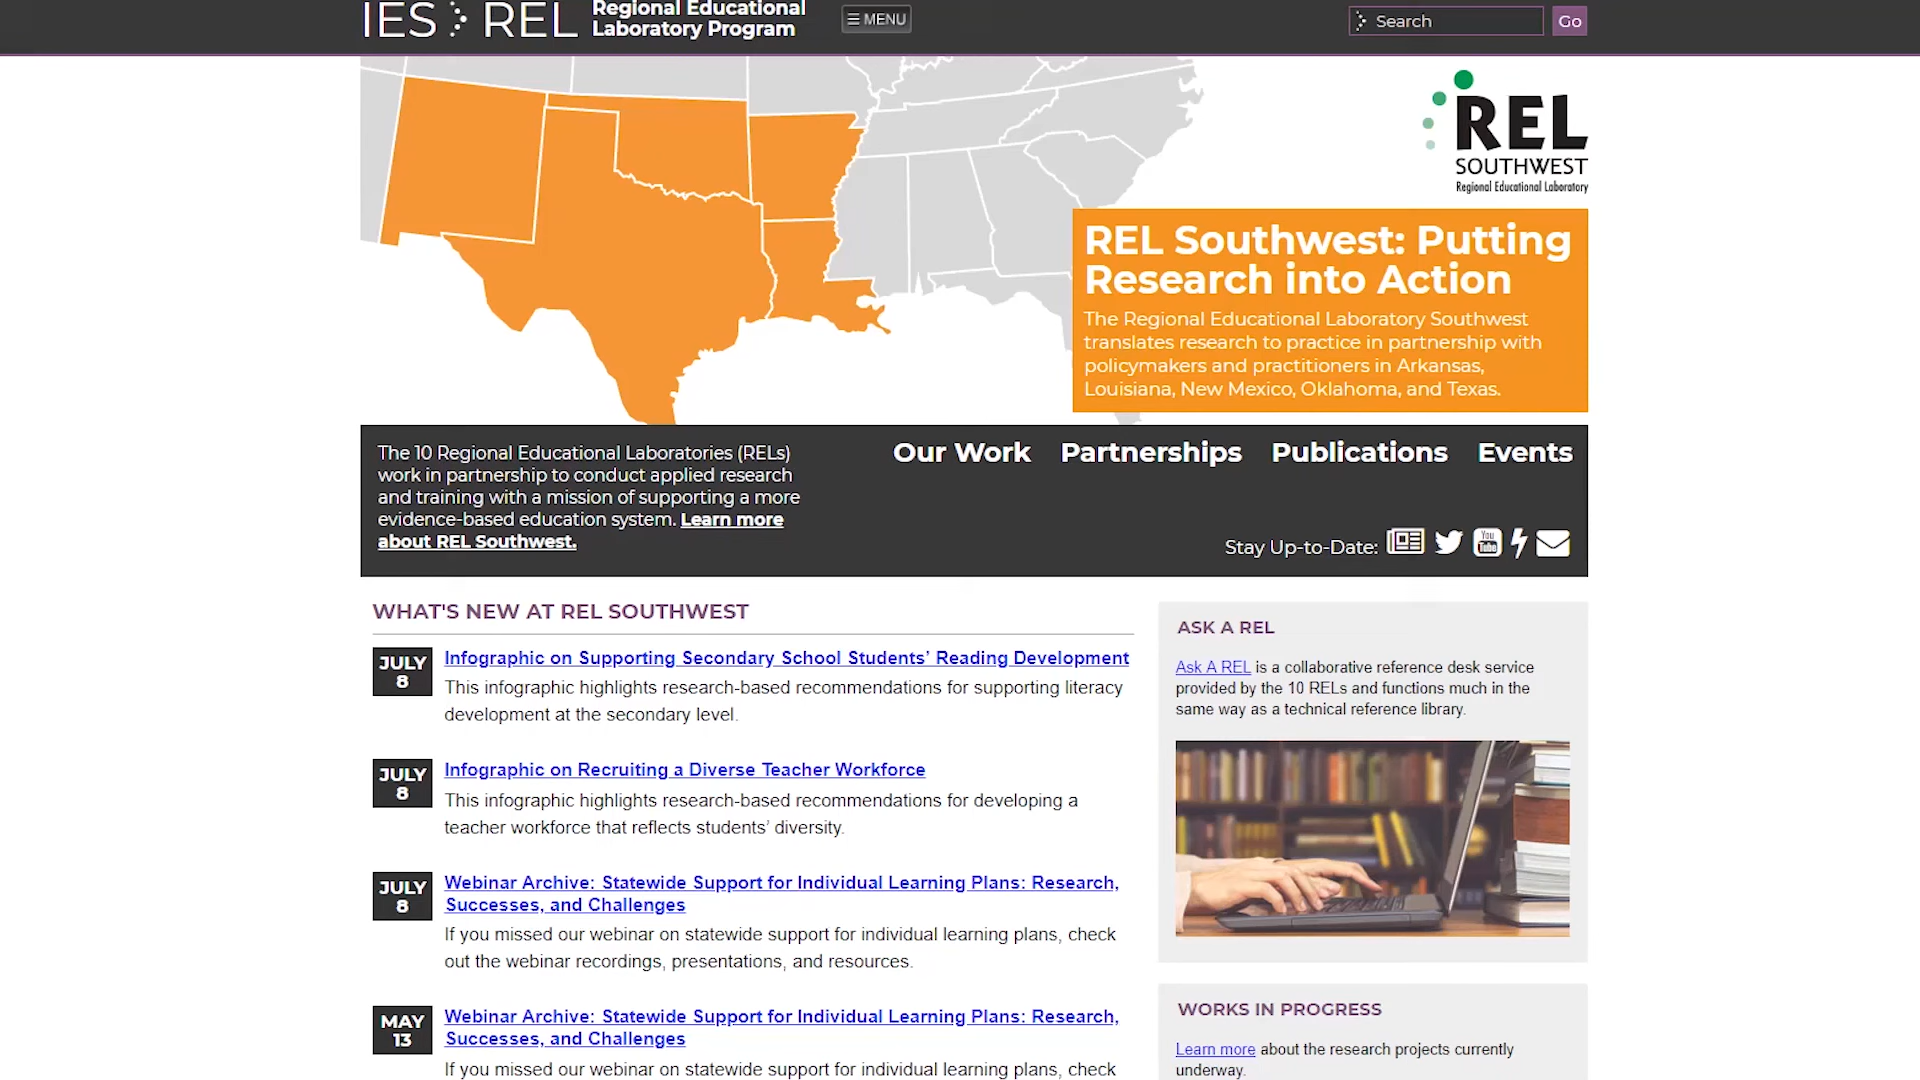 IES REL Regional Educational
Laboratory Program
☰ MENU
Search
Go
REL
SOUTHWEST
Regional Educational Laboratory
REL Southwest: Putting
Research into Action
The Regional Educational Laboratory Southwest
translates research to practice in partnership with
policymakers and practitioners in Arkansas,
Louisiana, New Mexico, Oklahoma, and Texas.
The 10 Regional Educational Laboratories (RELs)
work in partnership to conduct applied research
and training with a mission of supporting a more
evidence-based education system. Learn more
about REL Southwest.
Our Work Partnerships Publications Events
Stay Up-to-Date:
You
Tube
WHAT'S NEW AT REL SOUTHWEST
JULY
8
Infographic on Supporting Secondary School Students’ Reading Development
This infographic highlights research-based recommendations for supporting literacy
development at the secondary level.
JULY
8
Infographic on Recruiting a Diverse Teacher Workforce
This infographic highlights research-based recommendations for developing a
teacher workforce that reflects students’ diversity.
JULY
8
Webinar Archive: Statewide Support for Individual Learning Plans: Research,
Successes, and Challenges
If you missed our webinar on statewide support for individual learning plans, check
out the webinar recordings, presentations, and resources.
MAY
13
Webinar Archive: Statewide Support for Individual Learning Plans: Research,
Successes, and Challenges
If you missed our webinar on statewide support for individual learning plans, check
ASK A REL
Ask A REL is a collaborative reference desk service
provided by the 10 RELs and functions much in the
same way as a technical reference library.
WORKS IN PROGRESS
Learn more about the research projects currently
underway.